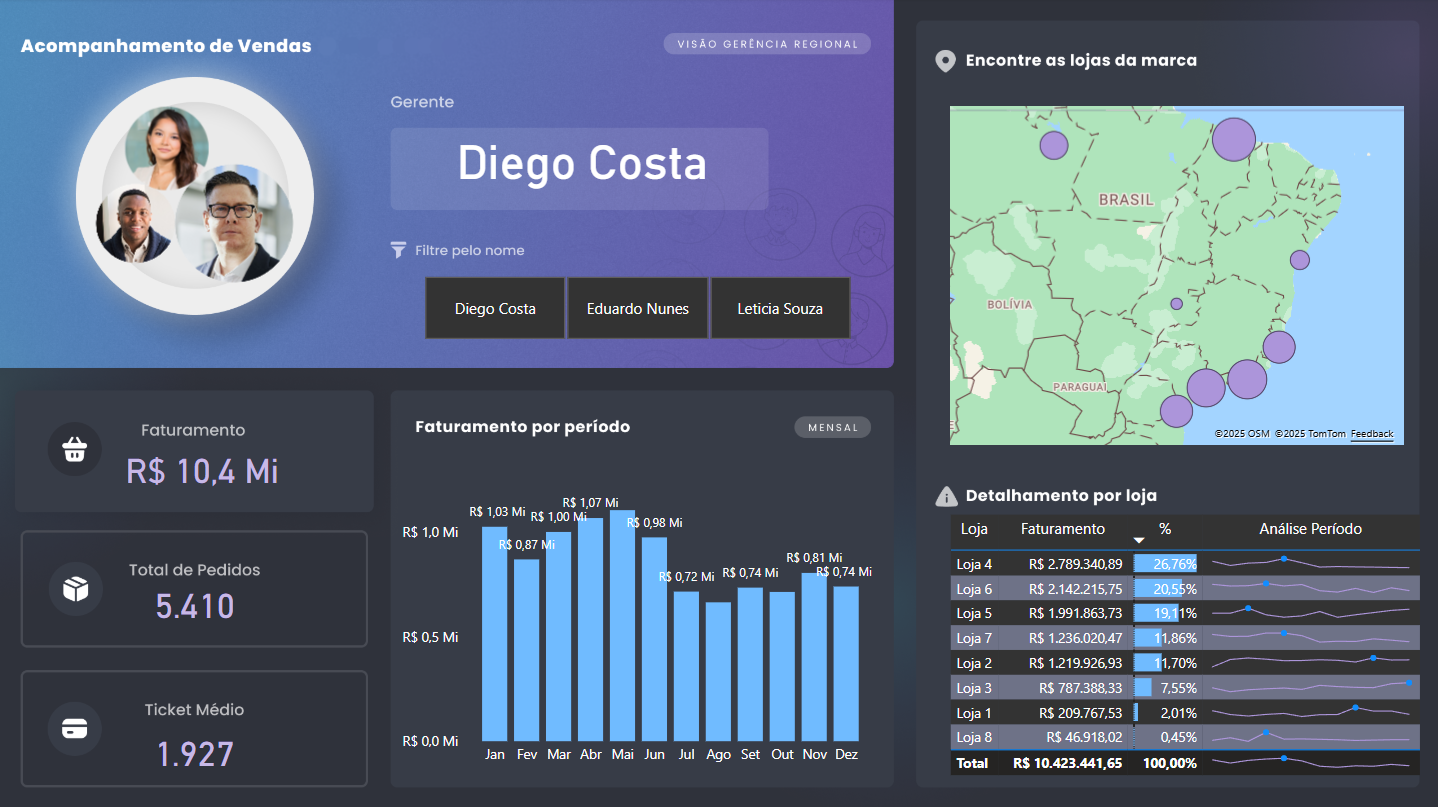 Acompanhamento de Vendas
VISÃO GERÊNCIA REGIONAL
Gerente
Diego Costa
Filtre pelo nome
Diego Costa
Eduardo Nunes
Leticia Souza
Faturamento
R$ 10,4 Mi
Total de Pedidos
5.410
Ticket Médio
1.927
Faturamento por período
MENSAL
R$ 1,0 Mi
R$ 0,5 Mi
R$ 0,0 Mi
R$ 1,03 Mi
R$ 0,87 Mi
R$ 1,00 Mi
R$ 1,07 Mi
R$ 0,98 Mi
R$ 0,72 Mi
R$ 0,74 Mi
R$ 0,81 Mi
R$ 0,74 Mi
Jan Fev Mar Abr Mai Jun Jul Ago Set Out Nov Dez
Encontre as lojas da marca
BRASIL
BOLÍVIA
PARAGUAI
©2025 OSM ©2025 TomTom Feedback
Detalhamento por loja
Loja Faturamento % Análise Período
Loja 4 R$ 2.789.340,89 26,76%
Loja 6 R$ 2.142.215,75 20,55%
Loja 5 R$ 1.991.863,73 19,11%
Loja 7 R$ 1.236.020,47 11,86%
Loja 2 R$ 1.219.926,93 11,70%
Loja 3 R$ 787.388,33 7,55%
Loja 1 R$ 209.767,53 2,01%
Loja 8 R$ 46.918,02 0,45%
Total R$ 10.423.441,65 100,00%